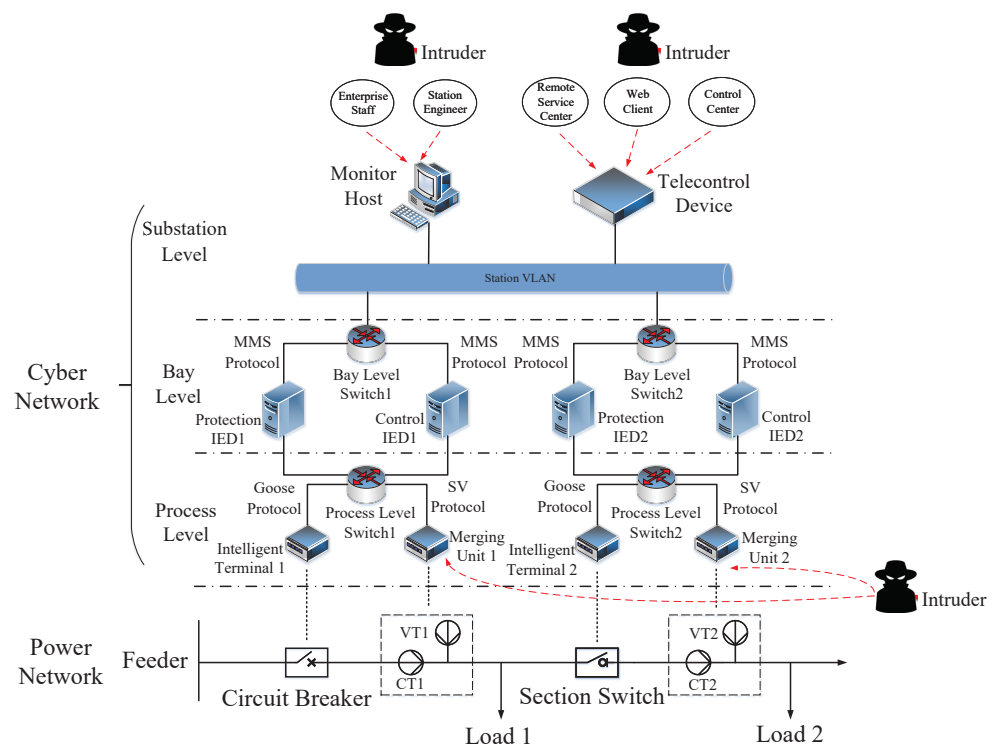 Intruder
Intruder
Enterprise
Staff
Station
Engineer
Remote
Service
Center
Web
Client
Control
Center
Monitor
Host
Telecontrol
Device
Substation
Level
Station VLAN
Cyber
Network
Bay
Level
MMS
Protocol
MMS
Protocol
MMS
Protocol
MMS
Protocol
Bay Level
Switch1
Bay Level
Switch2
Protection
IED1
Control
IED1
Protection
IED2
Control
IED2
Process
Level
Goose
Protocol
SV
Protocol
Goose
Protocol
SV
Protocol
Process Level
Switch1
Process Level
Switch2
Intelligent
Terminal 1
Merging
Unit 1
Intelligent
Terminal 2
Merging
Unit 2
Intruder
Power
Network
Feeder
VT1
CT1
VT2
CT2
Circuit Breaker
Section Switch
Load 1
Load 2